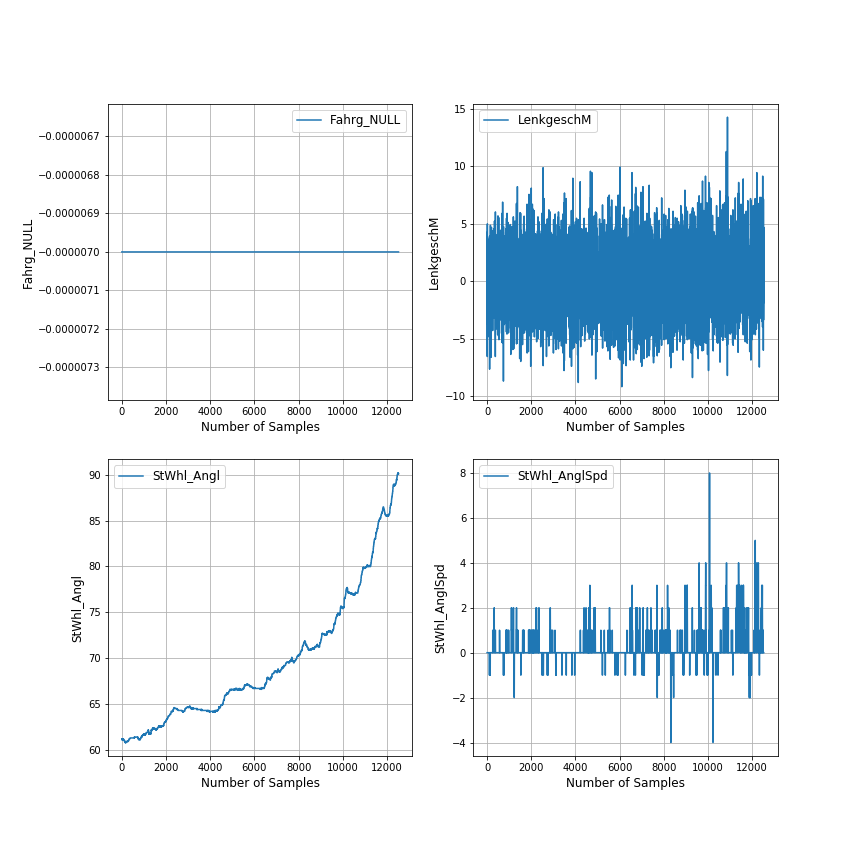 Fahrg_NULL
−0.0000067
−0.0000068
−0.0000069
−0.0000070
−0.0000071
−0.0000072
−0.0000073
Fahrg_NULL
0 2000 4000 6000 8000 10000 12000
Number of Samples
LenkgeschM
15
10
5
0
−5
−10
LenkgeschM
0 2000 4000 6000 8000 10000 12000
Number of Samples
StWhl_Angl
90
85
80
75
70
65
60
StWhl_Angl
0 2000 4000 6000 8000 10000 12000
Number of Samples
StWhl_AnglSpd
8
6
4
2
0
−2
−4
StWhl_AnglSpd
0 2000 4000 6000 8000 10000 12000
Number of Samples